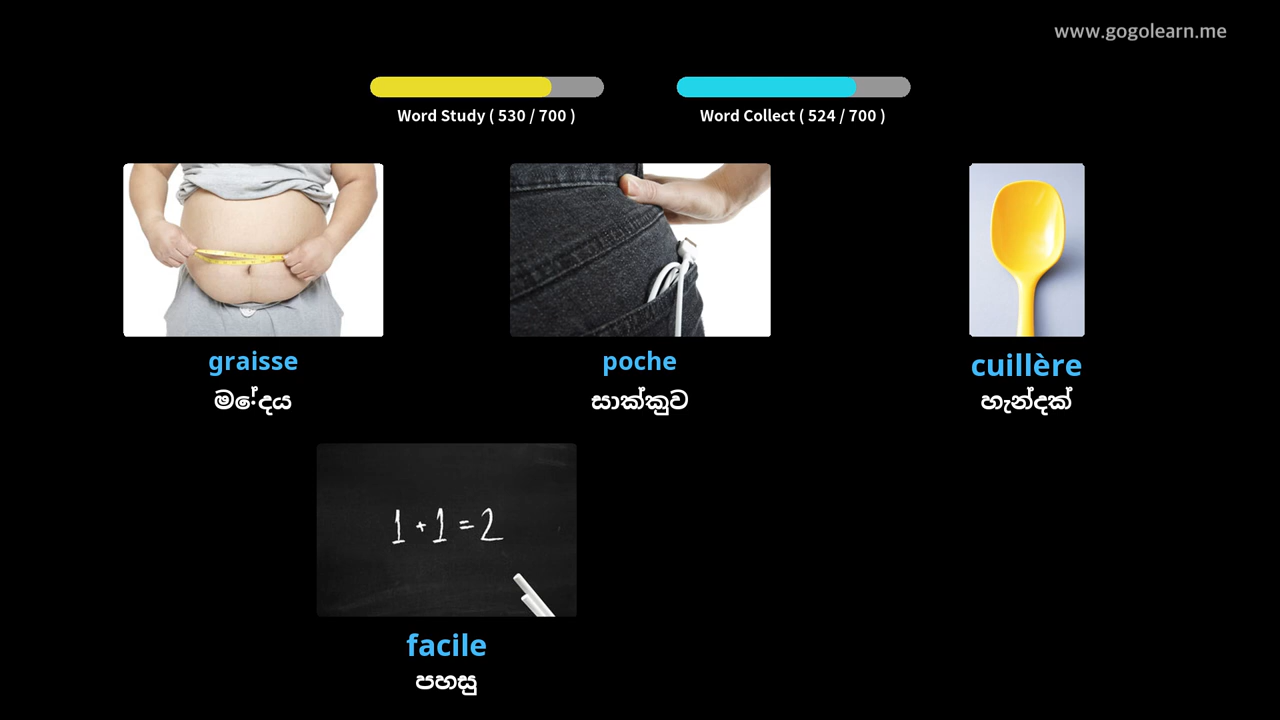 www.gogolearn.me
Word Study ( 530 / 700 )
Word Collect ( 524 / 700 )
graisse
මේදය
poche
සාක්කුව
cuillère
හැන්දක්
1 + 1 = 2
facile
පහසු